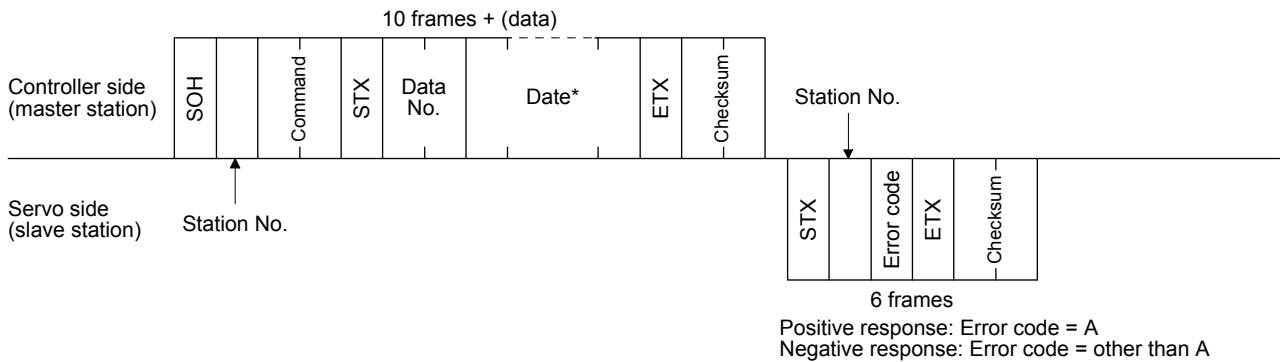 10 frames + (data)
Controller side
(master station)
SOH
Command
STX
Data
No.
Date*
ETX
Checksum
Station No.
Servo side
(slave station)
Station No.
STX
Error code
ETX
Checksum
6 frames
Positive response: Error code = A
Negative response: Error code = other than A